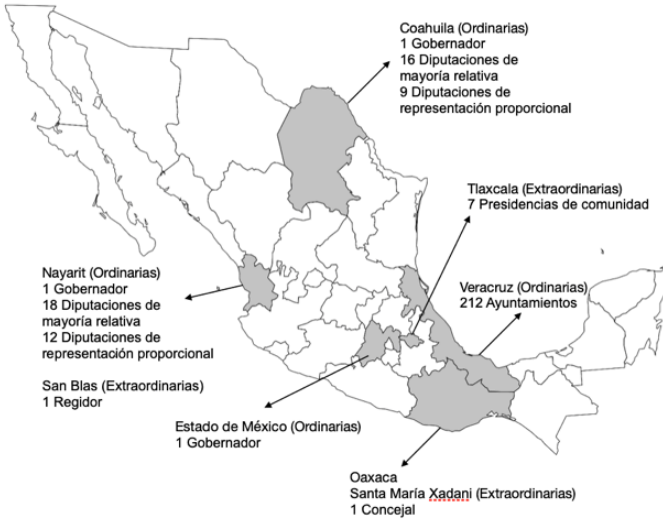 Coahuila (Ordinarias)
1 Gobernador
16 Diputaciones de
mayoría relativa
9 Diputaciones de
representación proporcional
Tlaxcala (Extraordinarias)
7 Presidencias de comunidad
Nayarit (Ordinarias)
1 Gobernador
18 Diputaciones de
mayoría relativa
12 Diputaciones de
representación proporcional
San Blas (Extraordinarias)
1 Regidor
Veracruz (Ordinarias)
212 Ayuntamientos
Estado de México (Ordinarias)
1 Gobernador
Oaxaca
Santa María Xadani (Extraordinarias)
1 Concejal